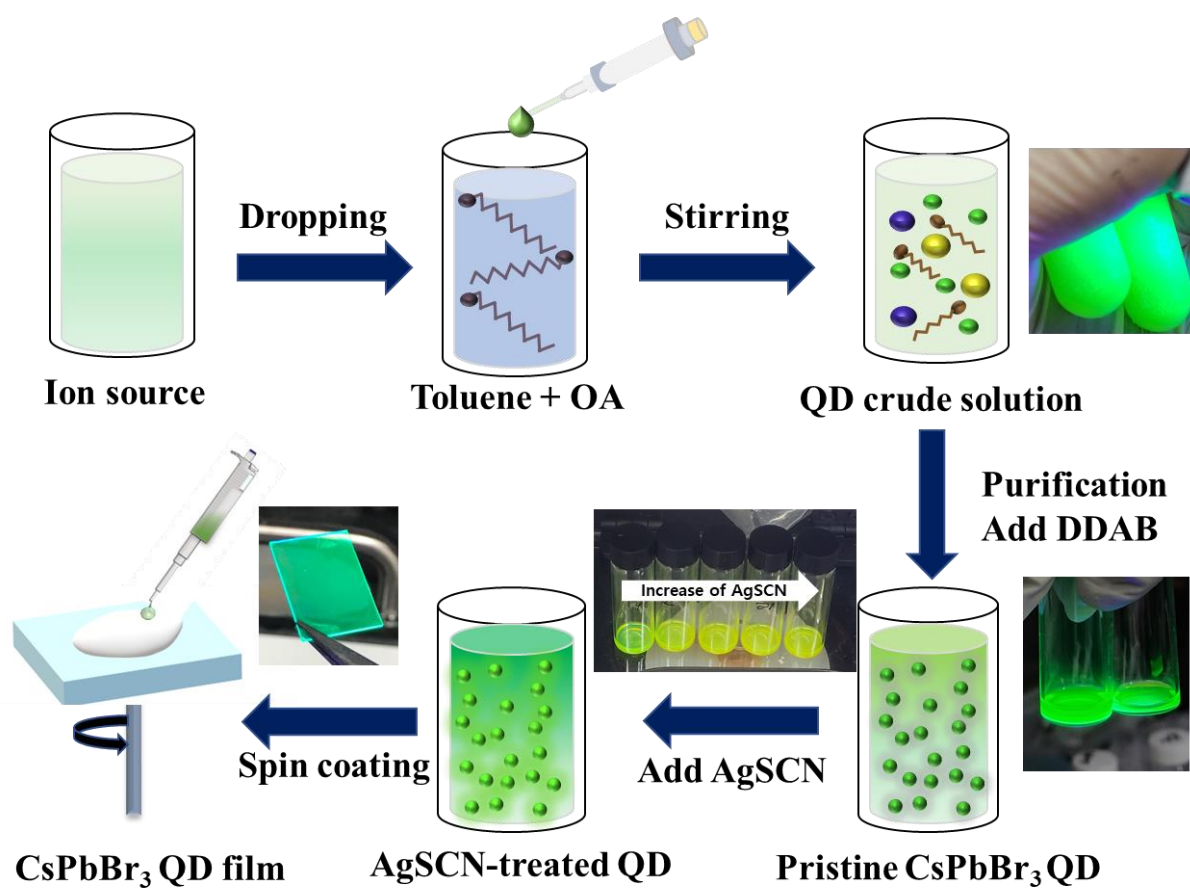 Dropping
Stirring
Ion source
Toluene + OA
QD crude solution
Purification
Add DDAB
Increase of AgSCN
Spin coating
Add AgSCN
CsPbBr₃ QD film
AgSCN-treated QD
Pristine CsPbBr₃ QD